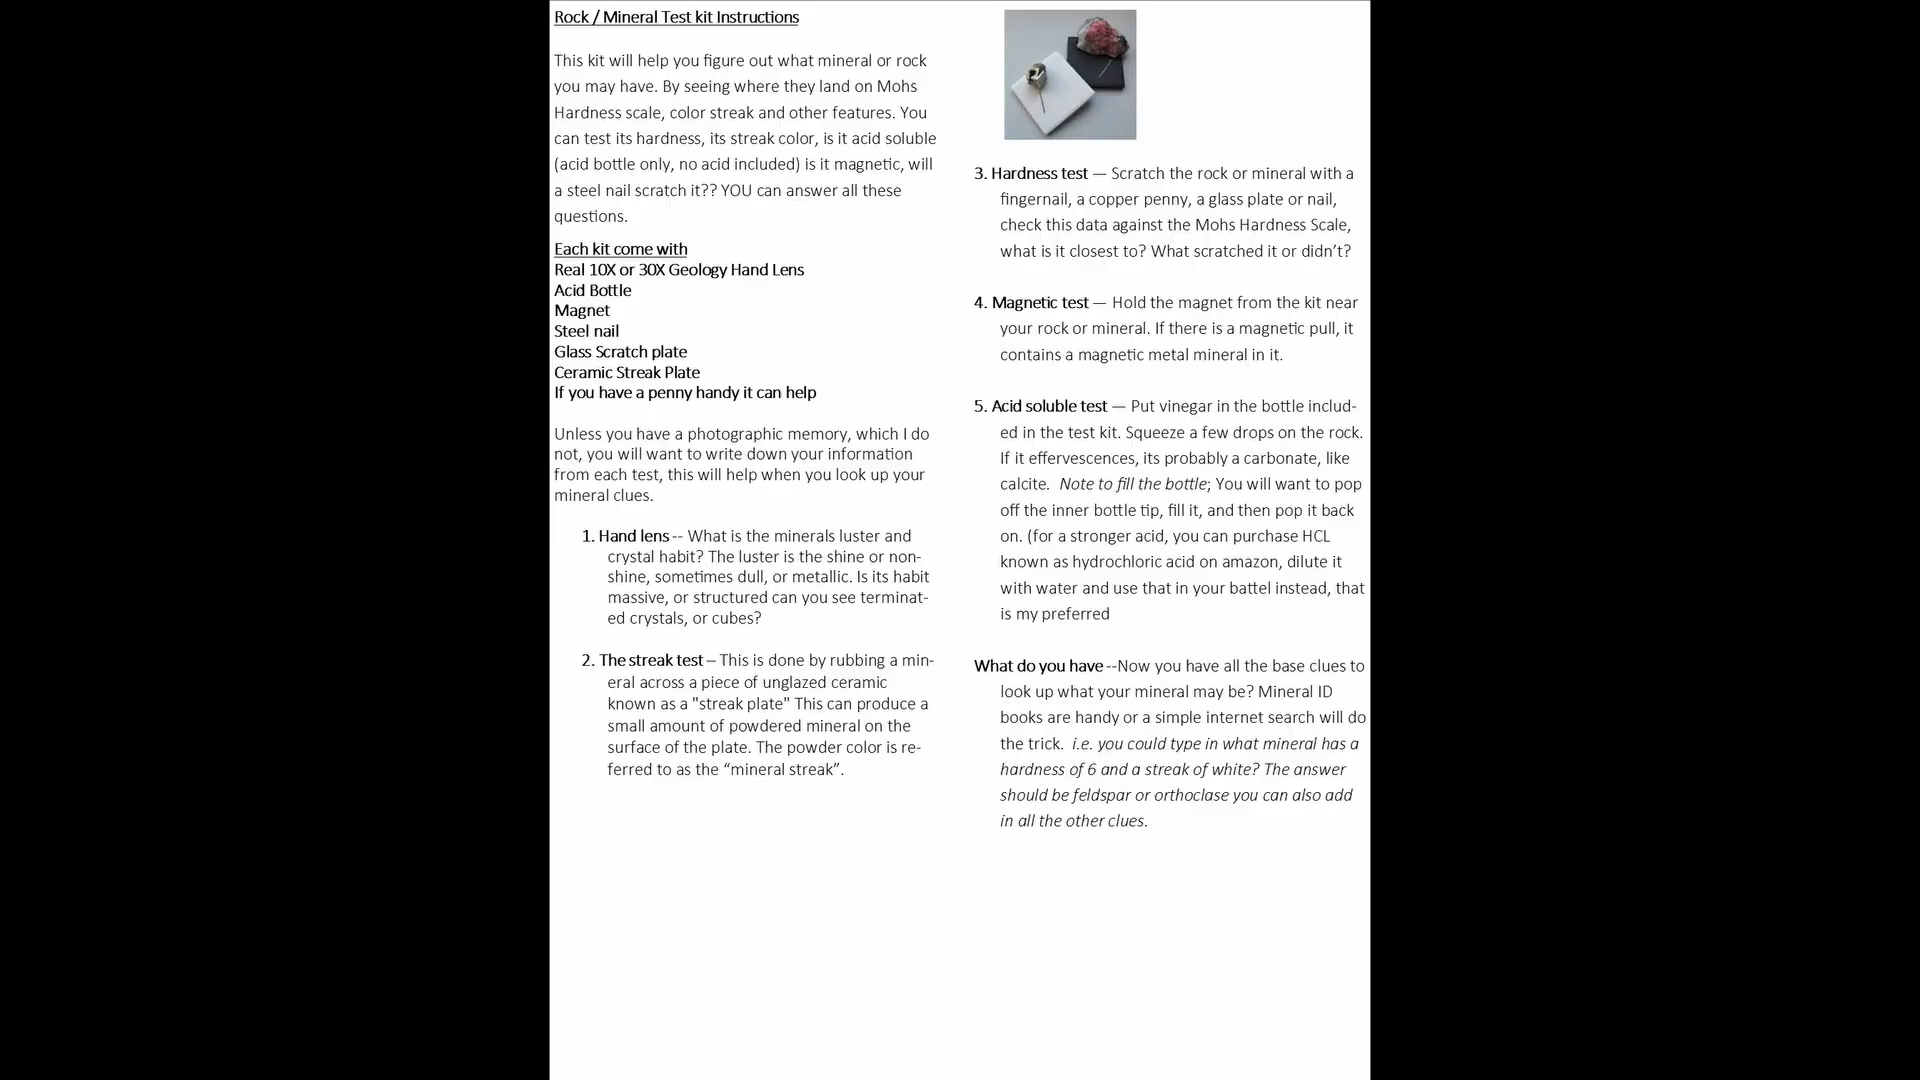 Rock / Mineral Test kit Instructions
This kit will help you figure out what mineral or rock
you may have. By seeing where they land on Mohs
Hardness scale, color streak and other features. You
can test its hardness, its streak color, is it acid soluble
(acid bottle only, no acid included) is it magnetic, will
a steel nail scratch it?? YOU can answer all these
questions.
Each kit come with
Real 10X or 30X Geology Hand Lens
Acid Bottle
Magnet
Steel nail
Glass Scratch plate
Ceramic Streak Plate
If you have a penny handy it can help
Unless you have a photographic memory, which I do
not, you will want to write down your information
from each test, this will help when you look up your
mineral clues.
1. Hand lens -- What is the minerals luster and
crystal habit? The luster is the shine or non-
shine, sometimes dull, or metallic. Is its habit
massive, or structured can you see terminat-
ed crystals, or cubes?
2. The streak test – This is done by rubbing a min-
eral across a piece of unglazed ceramic
known as a "streak plate" This can produce a
small amount of powdered mineral on the
surface of the plate. The powder color is re-
ferred to as the “mineral streak”.
3. Hardness test — Scratch the rock or mineral with a
fingernail, a copper penny, a glass plate or nail,
check this data against the Mohs Hardness Scale,
what is it closest to? What scratched it or didn’t?
4. Magnetic test — Hold the magnet from the kit near
your rock or mineral. If there is a magnetic pull, it
contains a magnetic metal mineral in it.
5. Acid soluble test — Put vinegar in the bottle includ-
ed in the test kit. Squeeze a few drops on the rock.
If it effervescences, its probably a carbonate, like
calcite. Note to fill the bottle; You will want to pop
off the inner bottle tip, fill it, and then pop it back
on. (for a stronger acid, you can purchase HCL
known as hydrochloric acid on amazon, dilute it
with water and use that in your battel instead, that
is my preferred
What do you have --Now you have all the base clues to
look up what your mineral may be? Mineral ID
books are handy or a simple internet search will do
the trick. i.e. you could type in what mineral has a
hardness of 6 and a streak of white? The answer
should be feldspar or orthoclase you can also add
in all the other clues.